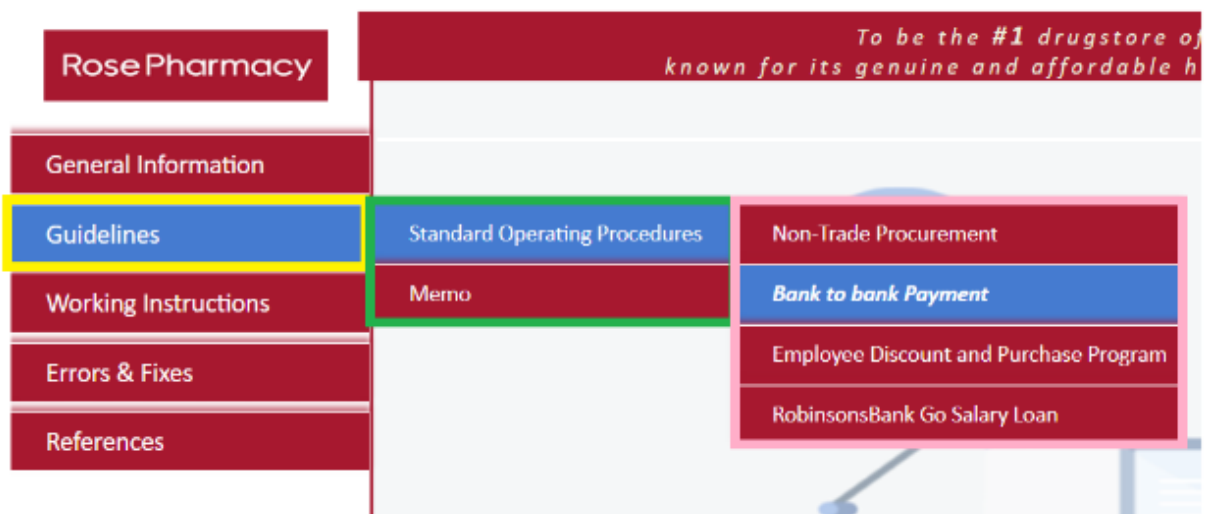 Rose Pharmacy
To be the #1 drugstore of
known for its genuine and affordable h
General Information
Guidelines
Working Instructions
Errors & Fixes
References
Standard Operating Procedures
Memo
Non-Trade Procurement
Bank to bank Payment
Employee Discount and Purchase Program
RobinsonsBank Go Salary Loan